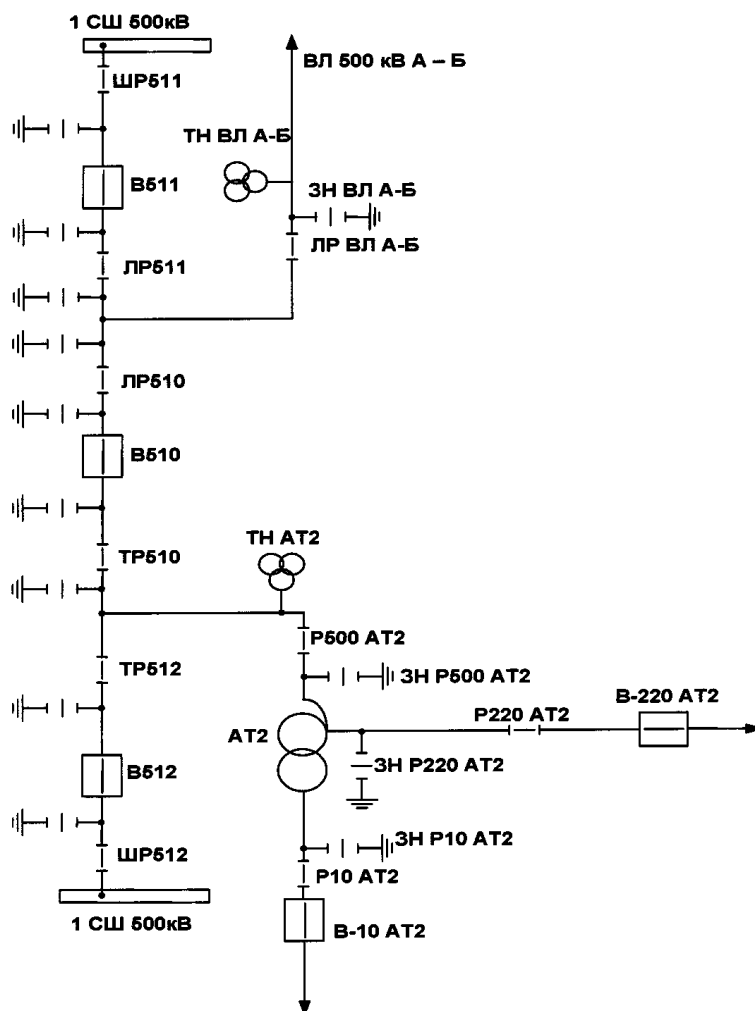 1 СШ 500кВ
ШР511
ВЛ 500 кВ А – Б
ТН ВЛ А-Б
В511
ЗН ВЛ А-Б
ЛР ВЛ А-Б
ЛР511
ЛР510
В510
ТР510
ТН АТ2
Р500 АТ2
ТР512
ЗН Р500 АТ2
В-220 АТ2
Р220 АТ2
АТ2
ЗН Р220 АТ2
В512
ЗН Р10 АТ2
ШР512
Р10 АТ2
1 СШ 500кВ
В-10 АТ2